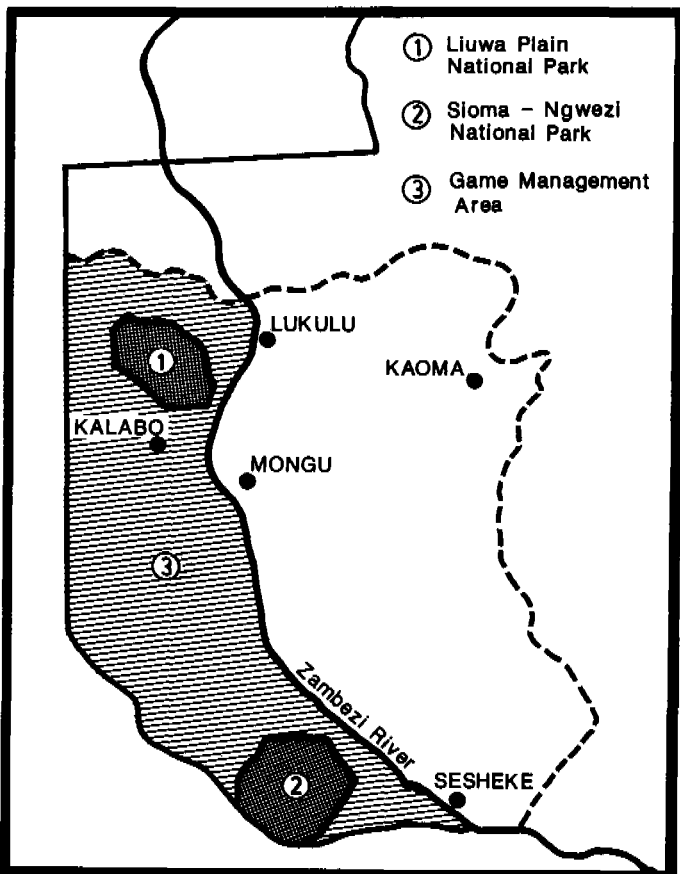 ① Liuwa Plain
National Park
② Sioma - Ngwezi
National Park
③ Game Management
Area
LUKULU
①
KAOMA
KALABO
MONGU
③
Zambezi River
②
SESHEKE